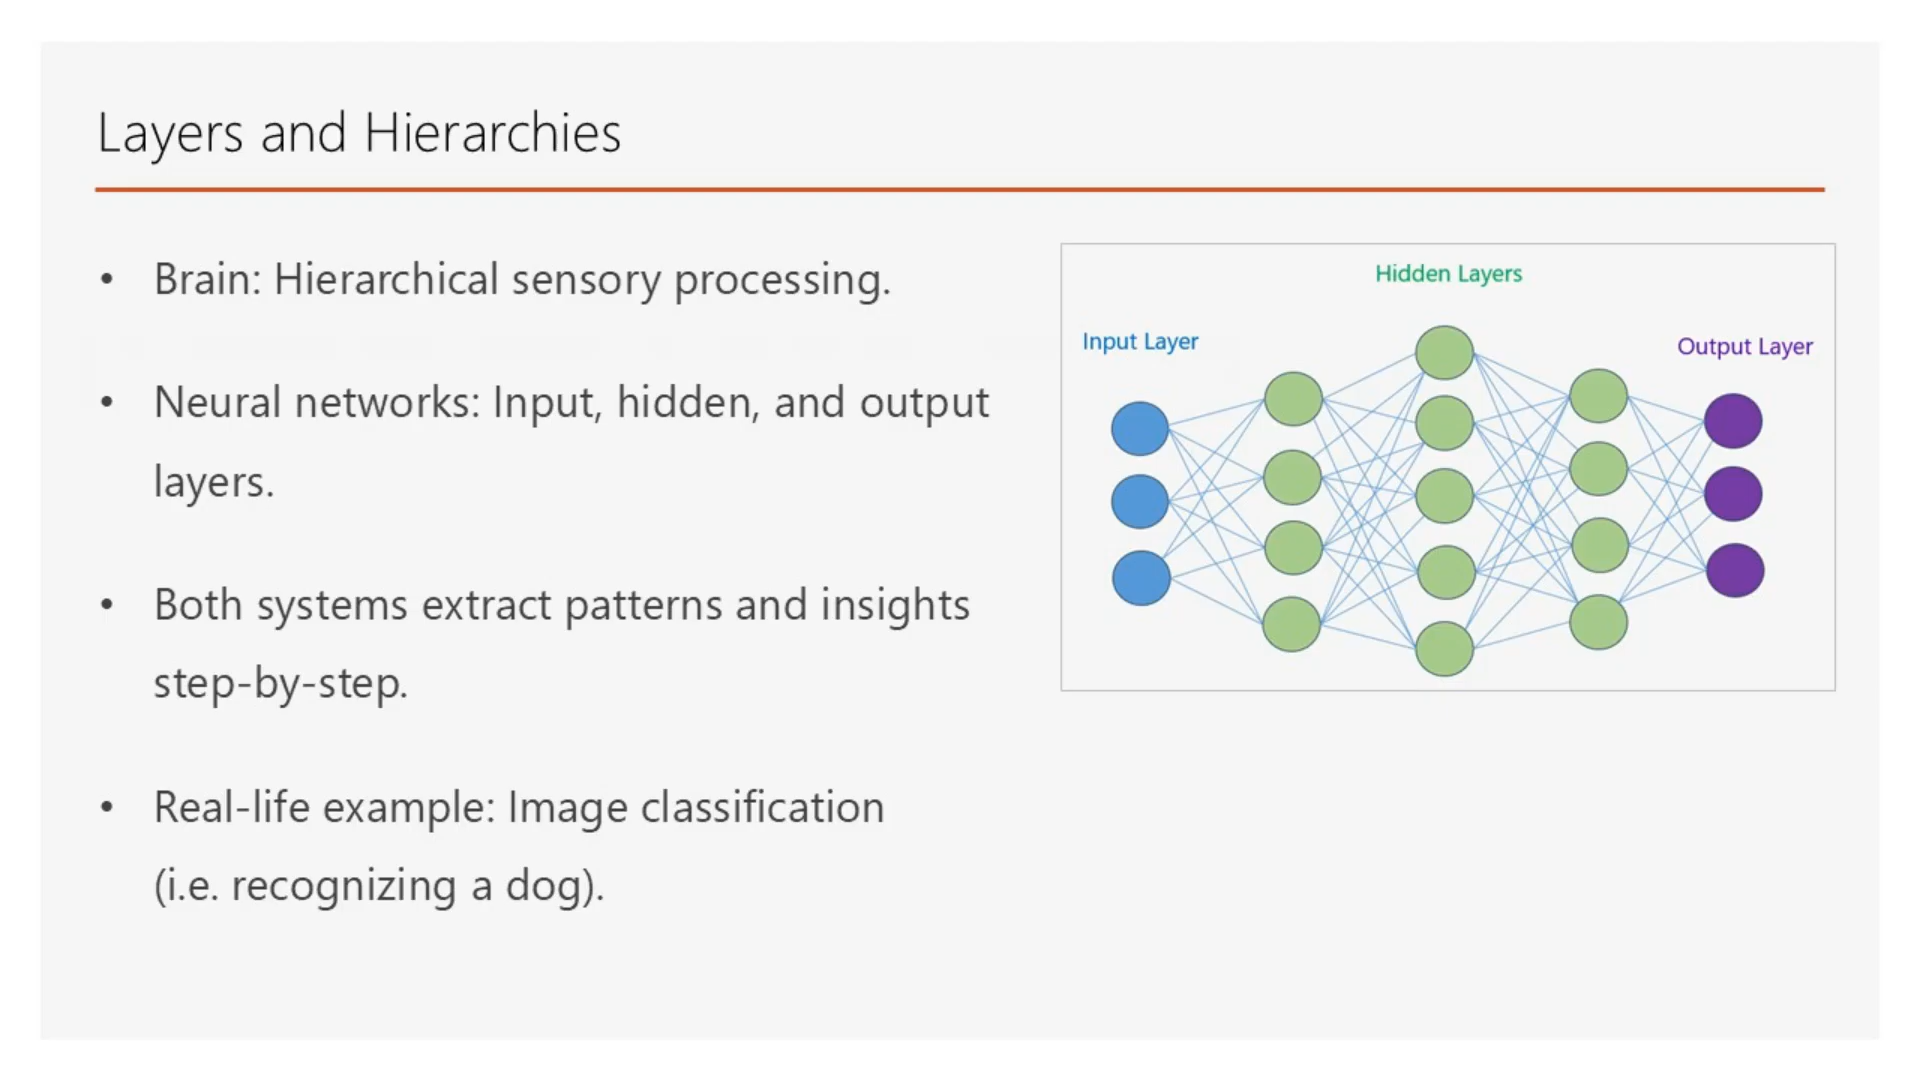 Layers and Hierarchies
• Brain: Hierarchical sensory processing.
• Neural networks: Input, hidden, and output
layers.
• Both systems extract patterns and insights
step-by-step.
• Real-life example: Image classification
(i.e. recognizing a dog).
Hidden Layers
Input Layer
Output Layer